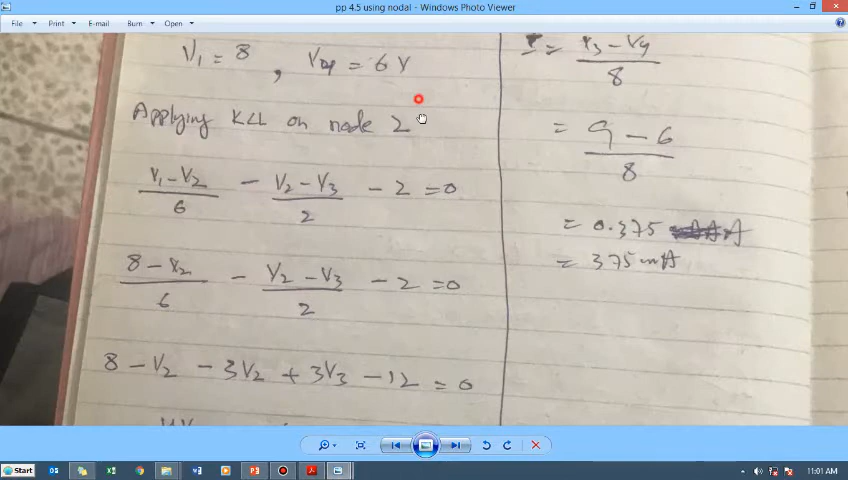 pp 4.5 using nodal - Windows Photo Viewer
File Print E-mail Burn Open
V1 = 8 , V4 = 6V
Applying KCL on node 2
(V1 - V2)/6 - (V2 - V3)/2 - 2 = 0
(8 - V2)/6 - (V2 - V3)/2 - 2 = 0
8 - V2 - 3V2 + 3V3 - 12 = 0
I = (V3 - V4)/8
= (9 - 6)/8
= 0.375 A
= 375 mA
Start
11:01 AM